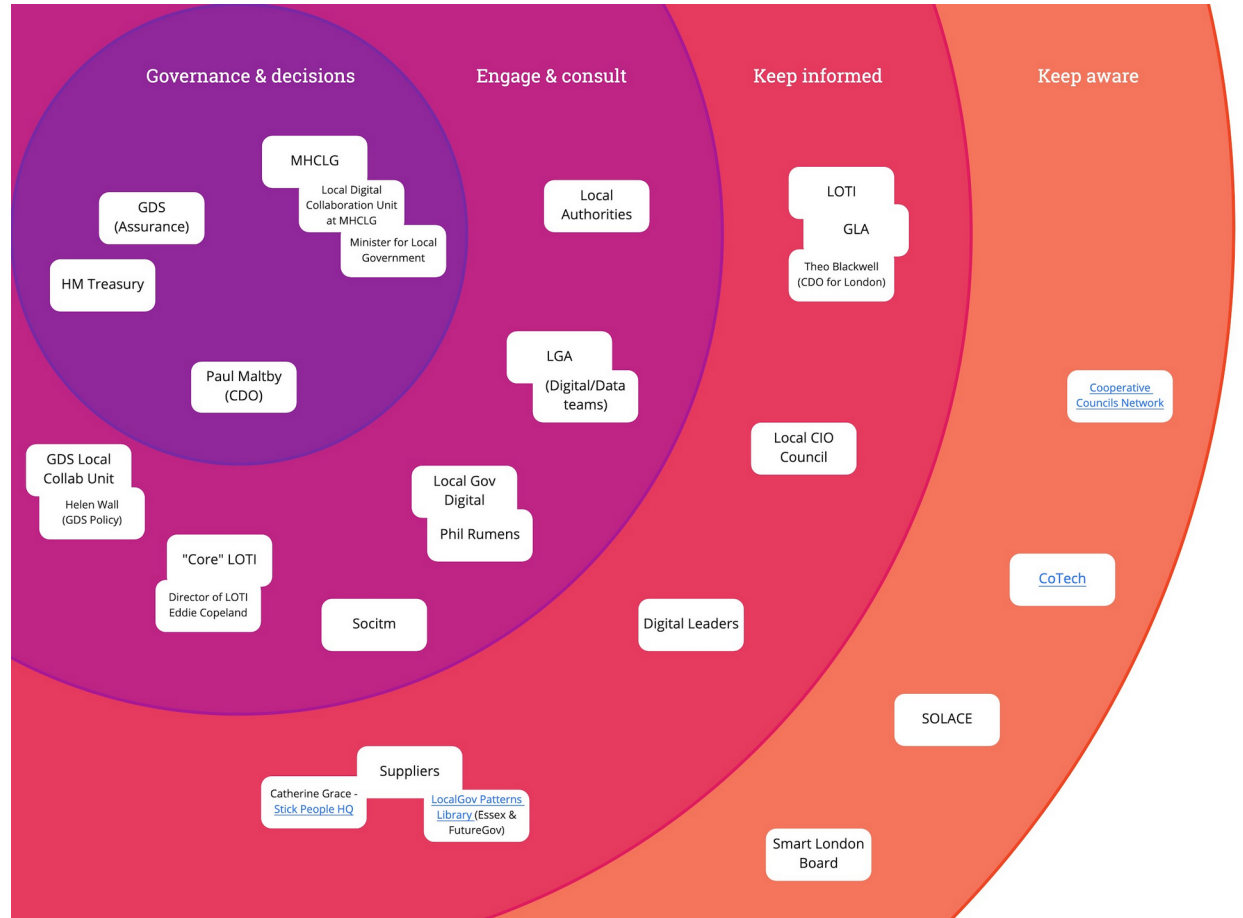 Governance & decisions
Engage & consult
Keep informed
Keep aware
MHCLG
Local Digital
Collaboration Unit
at MHCLG
Minister for Local
Government
GDS
(Assurance)
HM Treasury
Paul Maltby
(CDO)
Local
Authorities
LGA
(Digital/Data
teams)
GDS Local
Collab Unit
Helen Wall
(GDS Policy)
"Core" LOTI
Director of LOTI
Eddie Copeland
Local Gov
Digital
Phil Rumens
Socitm
LOTI
GLA
Theo Blackwell
(CDO for London)
Local CIO
Council
Digital Leaders
Suppliers
Catherine Grace -
Stick People HQ
LocalGov Patterns
Library (Essex &
FutureGov)
Cooperative
Councils Network
CoTech
SOLACE
Smart London
Board